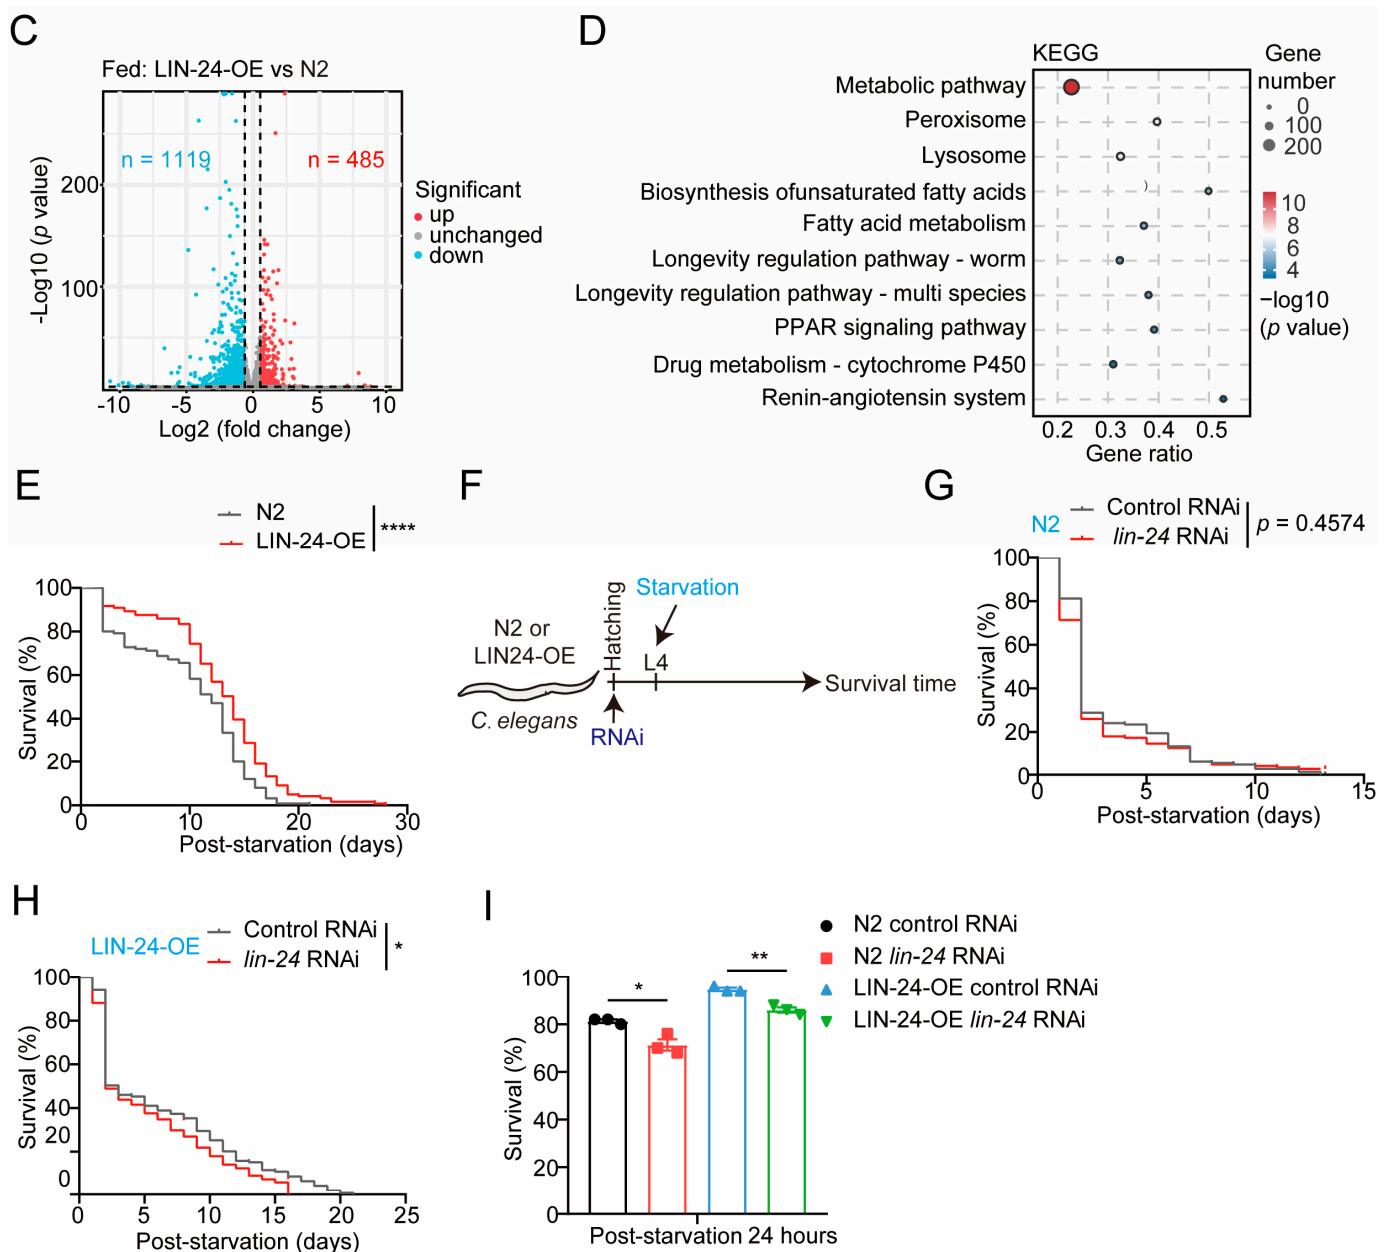 C
Fed: LIN-24-OE vs N2
-Log10 (p value)
200
100
n = 1119
n = 485
-10
-5
0
5
10
Log2 (fold change)
Significant
up
unchanged
down
D
KEGG
Metabolic pathway
Peroxisome
Lysosome
Biosynthesis ofunsaturated fatty acids
Fatty acid metabolism
Longevity regulation pathway - worm
Longevity regulation pathway - multi species
PPAR signaling pathway
Drug metabolism - cytochrome P450
Renin-angiotensin system
)
0.2
0.3
0.4
0.5
Gene ratio
Gene
number
0
100
200
10
8
6
4
−log10
(p value)
E
N2
LIN-24-OE
****
Survival (%)
100
80
60
40
20
0
0
10
20
30
Post-starvation (days)
F
N2 or
LIN24-OE
C. elegans
Hatching
RNAi
Starvation
L4
Survival time
G
N2
Control RNAi
lin-24 RNAi
p = 0.4574
Survival (%)
100
80
60
40
20
0
0
5
10
15
Post-starvation (days)
H
LIN-24-OE
Control RNAi
lin-24 RNAi
*
Survival (%)
100
80
60
40
20
0
0
5
10
15
20
25
Post-starvation (days)
I
Survival (%)
100
80
60
40
20
0
*
**
Post-starvation 24 hours
N2 control RNAi
N2 lin-24 RNAi
LIN-24-OE control RNAi
LIN-24-OE lin-24 RNAi